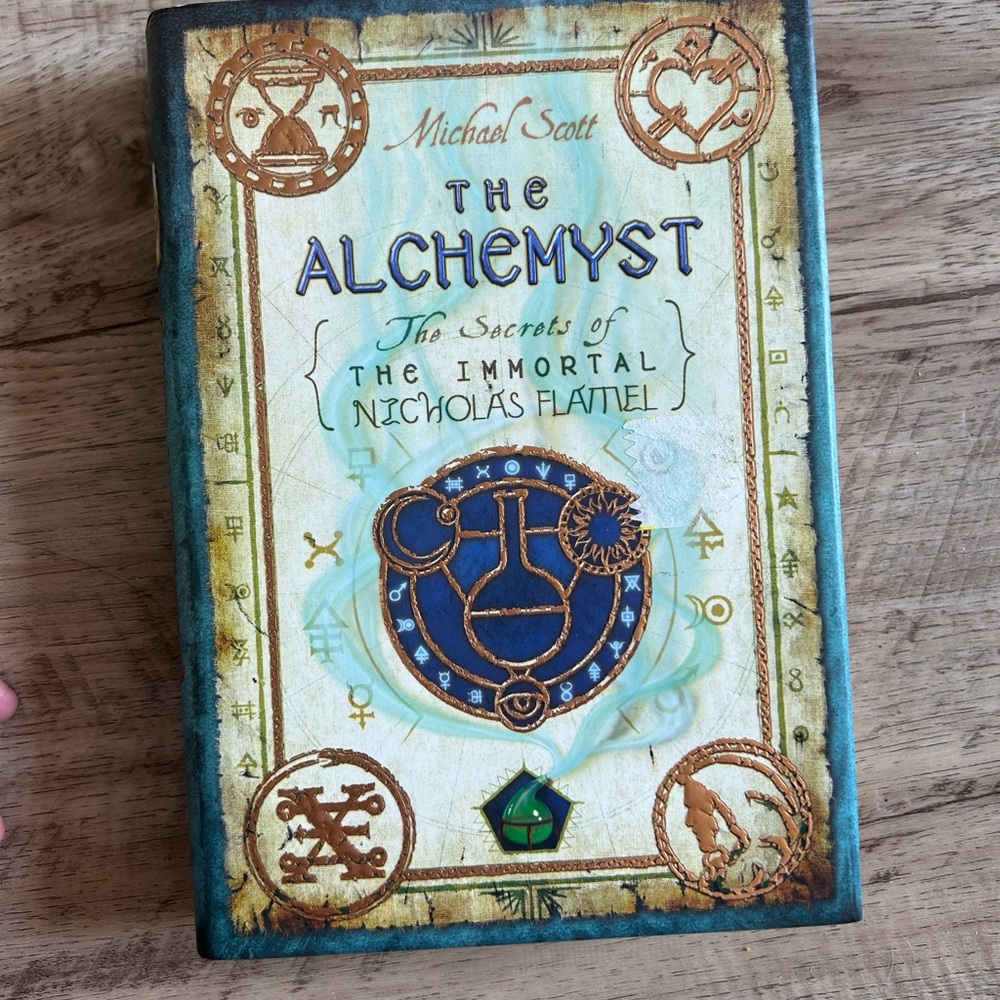 Michael Scott
THE
ALCHEMYST
The Secrets of
THE IMMORTAL
NICHOLAS FLAMEL